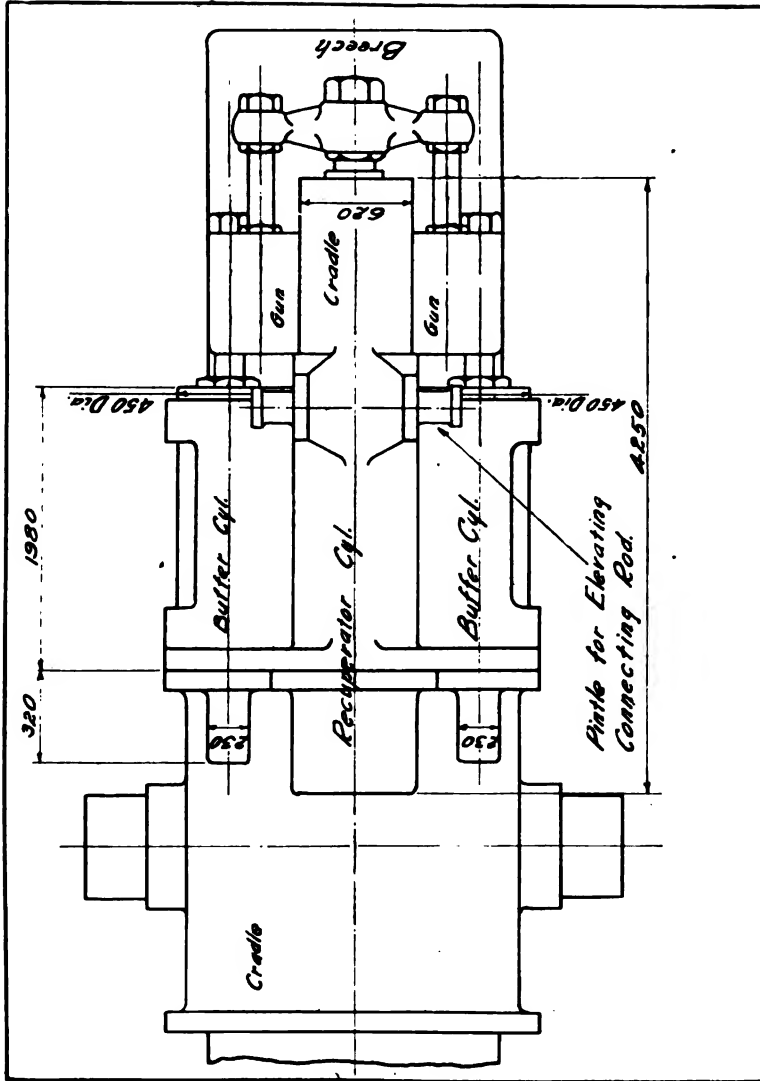 Breech
620
Cradle
Gun
Gun
450 Dia.
450 Dia.
1980
4250
Buffer Cyl.
Recuperator Cyl.
Buffer Cyl.
Pintle for Elevating
Connecting Rod.
320
230
230
Cradle